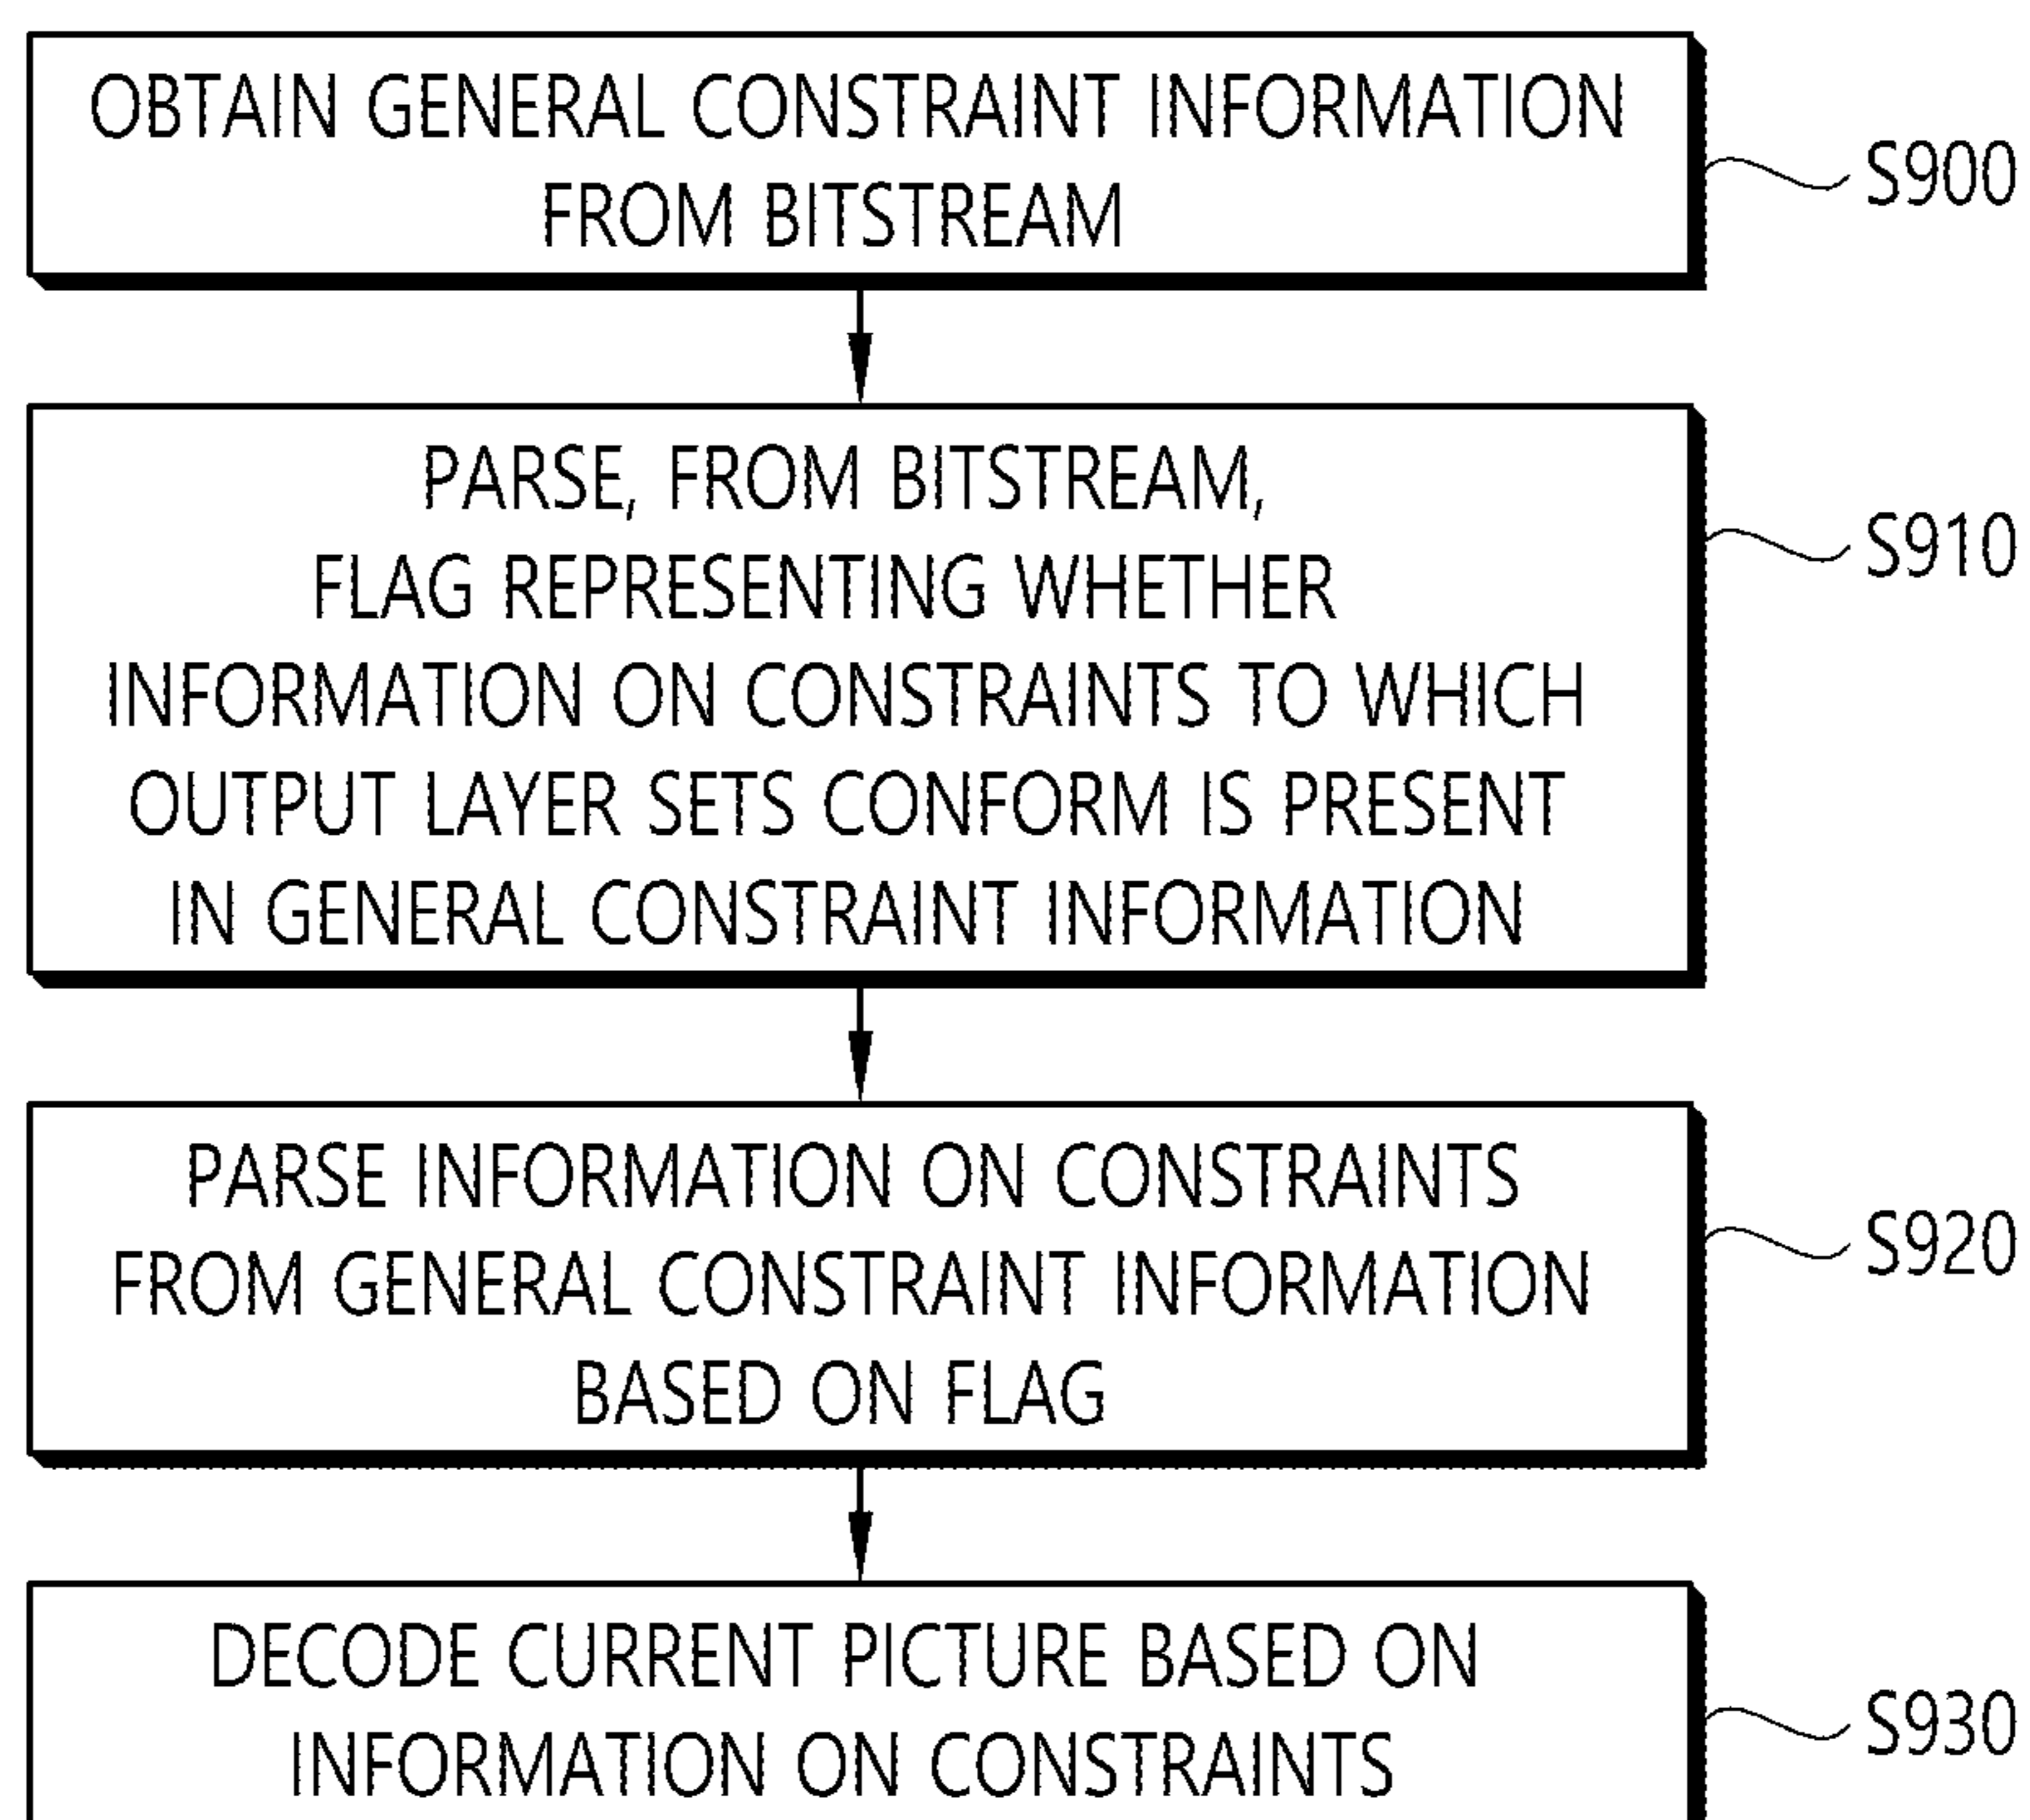 OBTAIN GENERAL CONSTRAINT INFORMATION
FROM BITSTREAM
S900
PARSE, FROM BITSTREAM,
FLAG REPRESENTING WHETHER
INFORMATION ON CONSTRAINTS TO WHICH
OUTPUT LAYER SETS CONFORM IS PRESENT
IN GENERAL CONSTRAINT INFORMATION
S910
PARSE INFORMATION ON CONSTRAINTS
FROM GENERAL CONSTRAINT INFORMATION
BASED ON FLAG
S920
DECODE CURRENT PICTURE BASED ON
INFORMATION ON CONSTRAINTS
S930